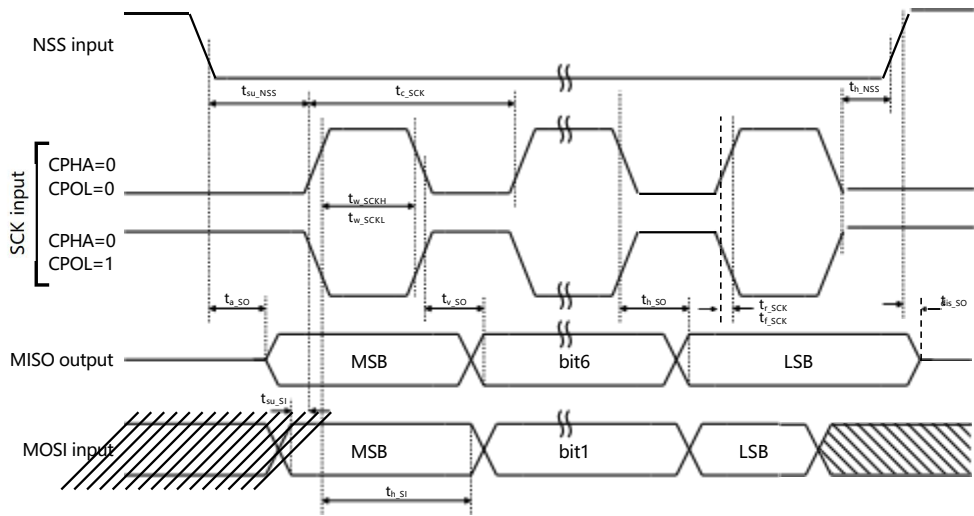 NSS input
tsu_NSS
tc_SCK
th_NSS
SCK input
CPHA=0
CPOL=0
tw_SCKH
tw_SCKL
CPHA=0
CPOL=1
ta_SO
tv_SO
th_SO
tr_SCK
tf_SCK
tdis_SO
MISO output
MSB
bit6
LSB
tsu_SI
MOSI input
MSB
bit1
LSB
th_SI